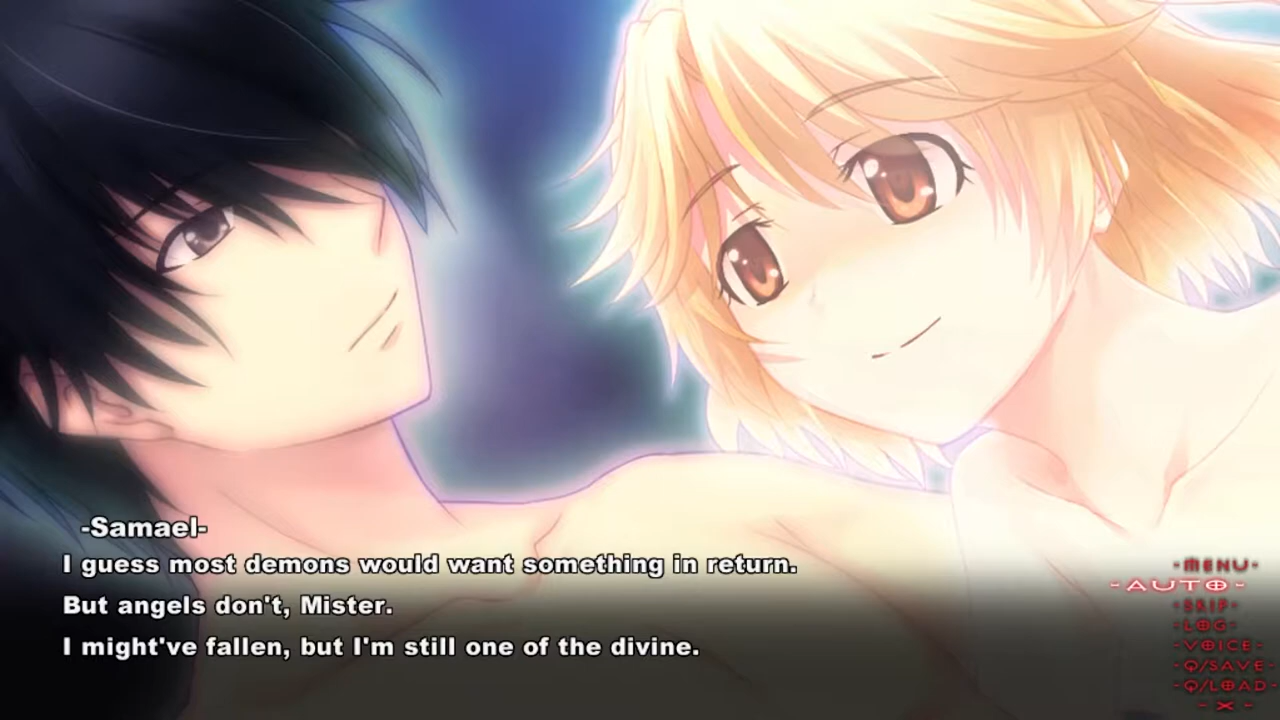 -Samael-
I guess most demons would want something in return.
But angels don't, Mister.
I might've fallen, but I'm still one of the divine.
-MENU-
-AUTO-
-SKIP-
-LOG-
-VOICE-
-Q/SAVE-
-Q/LOAD-
-X-